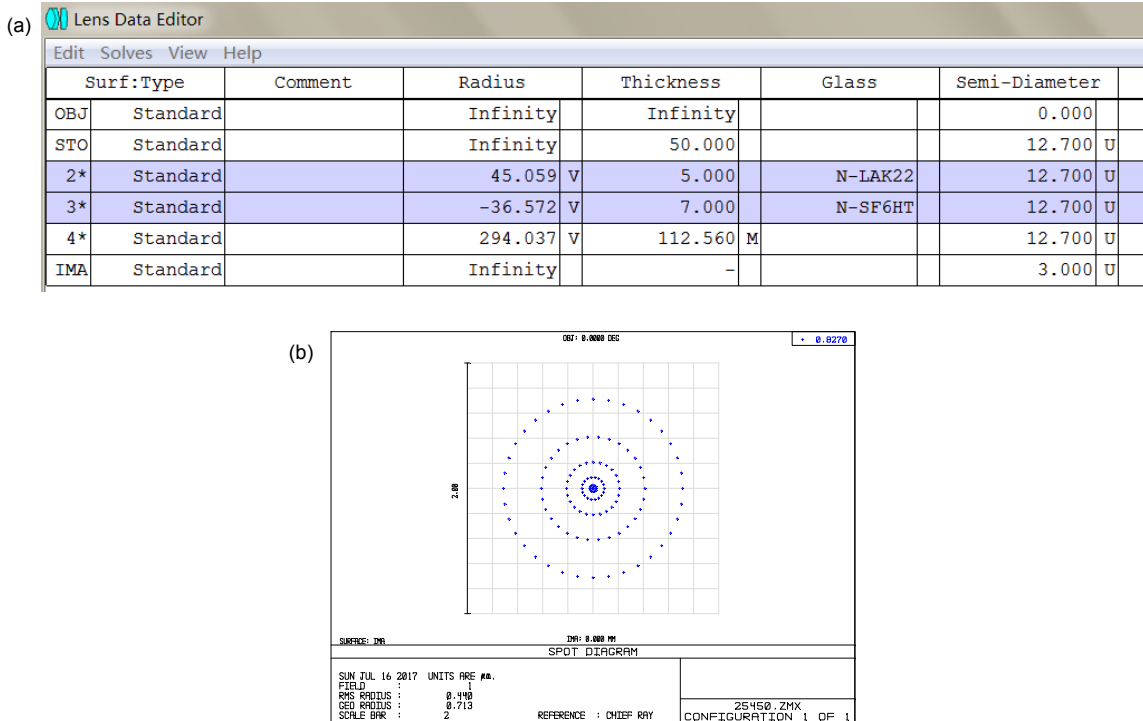 (a)
Lens Data Editor
Edit Solves View Help
Surf:Type Comment Radius Thickness Glass Semi-Diameter
OBJ Standard Infinity Infinity 0.000
STO Standard Infinity 50.000 12.700 U
2* Standard 45.059 V 5.000 N-LAK22 12.700 U
3* Standard -36.572 V 7.000 N-SF6HT 12.700 U
4* Standard 294.037 V 112.560 M 12.700 U
IMA Standard Infinity - 3.000 U
(b)
OBJ: 0.0000 DEG
+ 0.8270
2.00
SURFACE: IMA
IMA: 0.000 MM
SPOT DIAGRAM
SUN JUL 16 2017 UNITS ARE µm.
FIELD : 1
RMS RADIUS : 0.440
GEO RADIUS : 0.713
SCALE BAR : 2 REFERENCE : CHIEF RAY
25450.ZMX
CONFIGURATION 1 OF 1